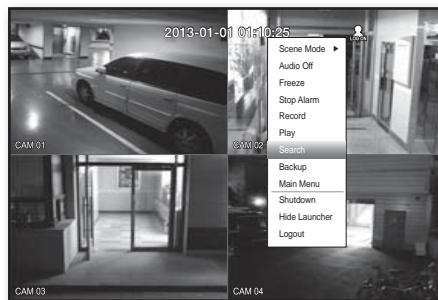 2013-01-01 01:10:25
LOG ON
Scene Mode
Audio Off
Freeze
Stop Alarm
Record
Play
Search
Backup
Main Menu
Shutdown
Hide Launcher
Logout
CAM 01
CAM 02
CAM 03
CAM 04